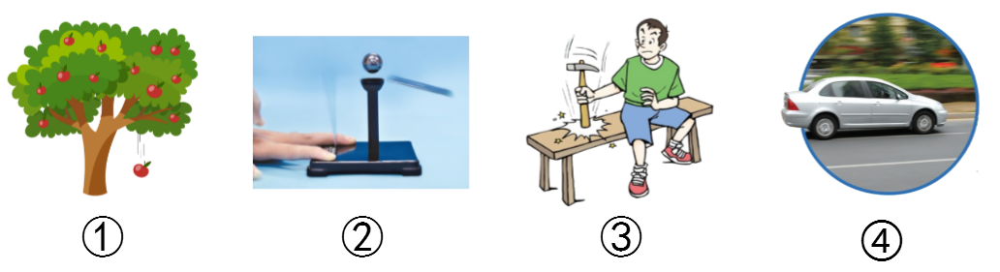 ① ② ③ ④